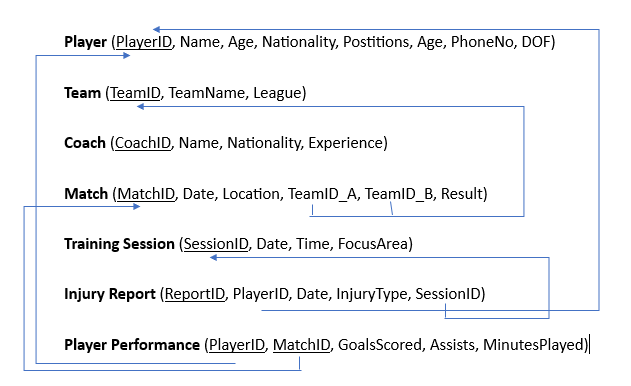 Player (PlayerID, Name, Age, Nationality, Postitions, Age, PhoneNo, DOF)
Team (TeamID, TeamName, League)
Coach (CoachID, Name, Nationality, Experience)
Match (MatchID, Date, Location, TeamID_A, TeamID_B, Result)
Training Session (SessionID, Date, Time, FocusArea)
Injury Report (ReportID, PlayerID, Date, InjuryType, SessionID)
Player Performance (PlayerID, MatchID, GoalsScored, Assists, MinutesPlayed)